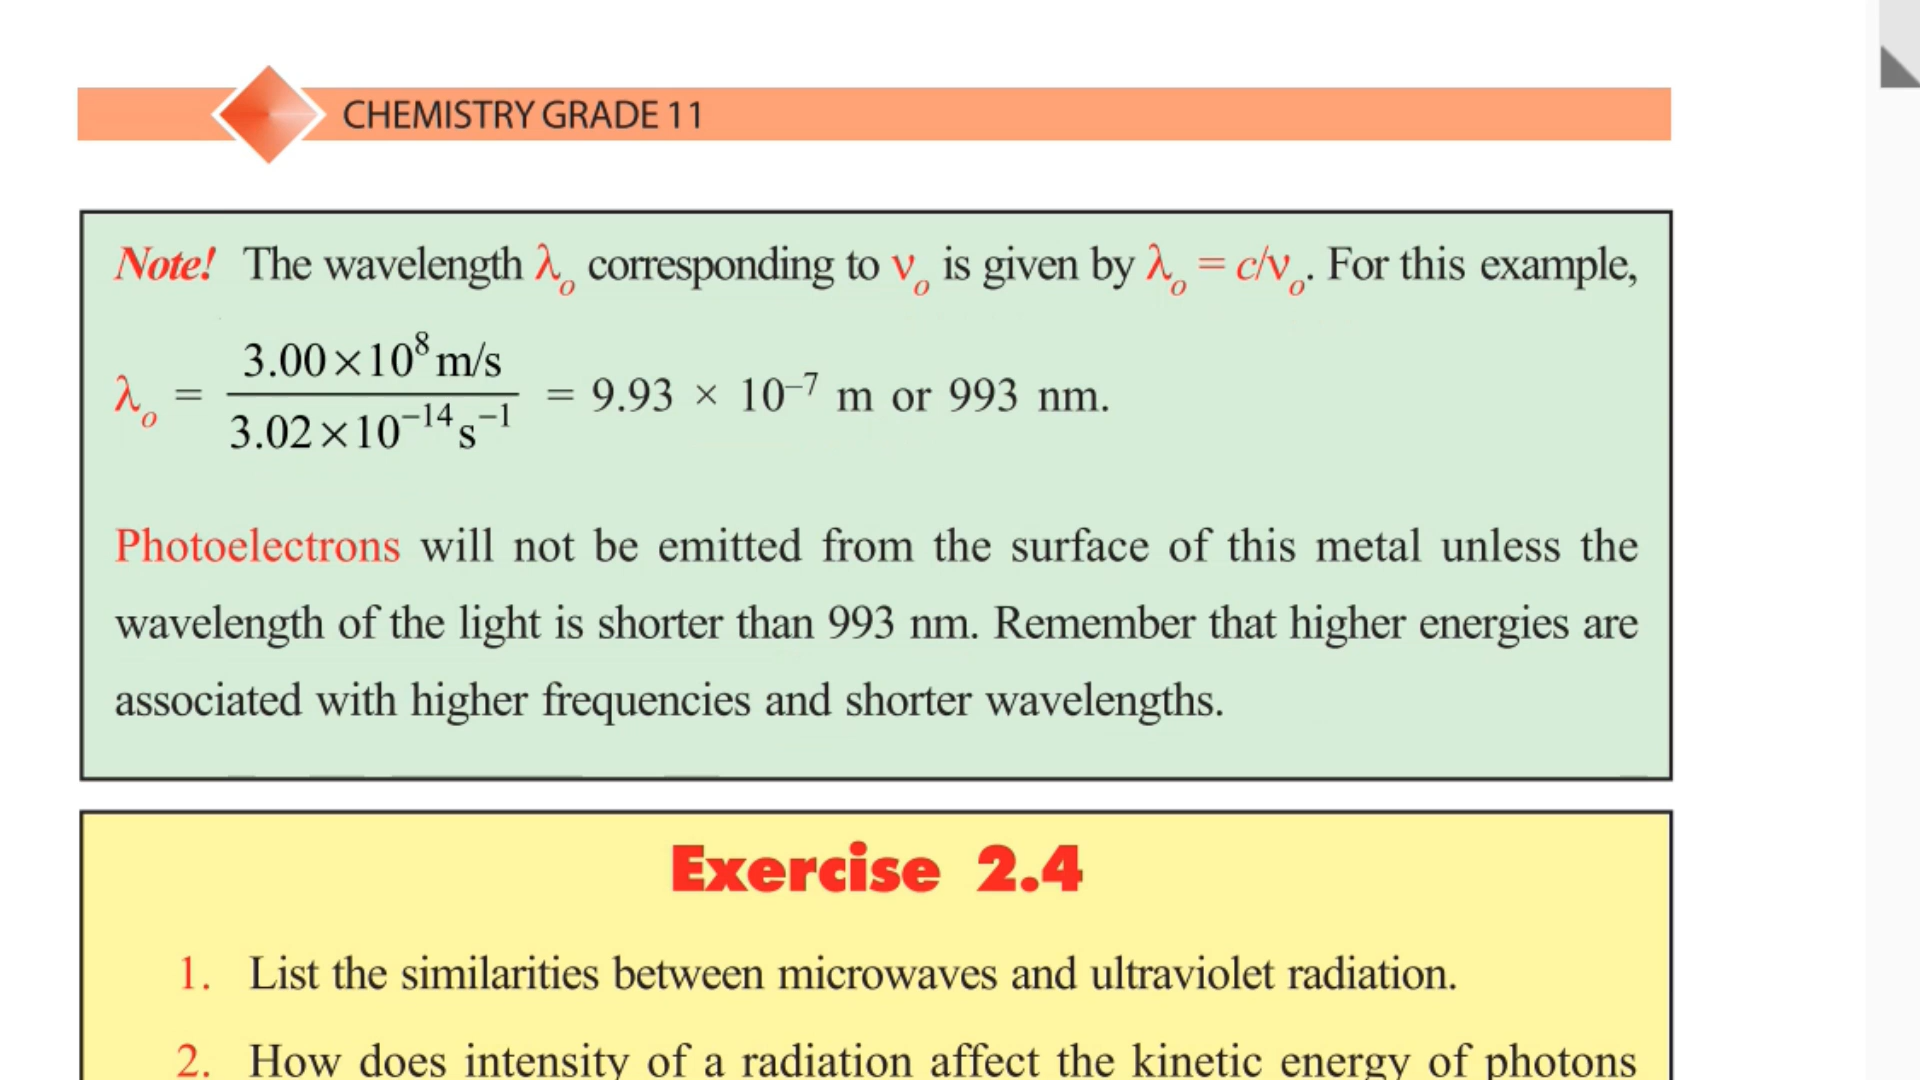 CHEMISTRY GRADE 11
Note! The wavelength λo corresponding to νo is given by λo = c/νo. For this example,
λo = 3.00×10⁸ m/s / 3.02×10⁻¹⁴ s⁻¹ = 9.93 × 10⁻⁷ m or 993 nm.
Photoelectrons will not be emitted from the surface of this metal unless the
wavelength of the light is shorter than 993 nm. Remember that higher energies are
associated with higher frequencies and shorter wavelengths.
Exercise 2.4
1. List the similarities between microwaves and ultraviolet radiation.
2. How does intensity of a radiation affect the kinetic energy of photons